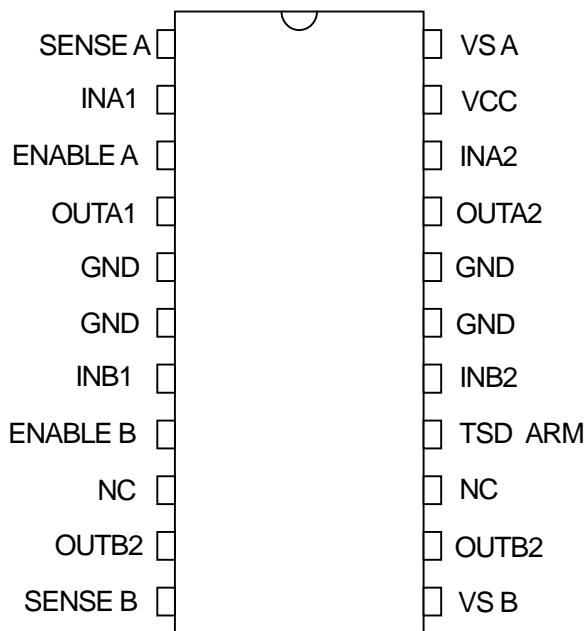 SENSE A VS A
INA1 VCC
ENABLE A INA2
OUTA1 OUTA2
GND GND
GND GND
INB1 INB2
ENABLE B TSD ARM
NC NC
OUTB2 OUTB2
SENSE B VS B